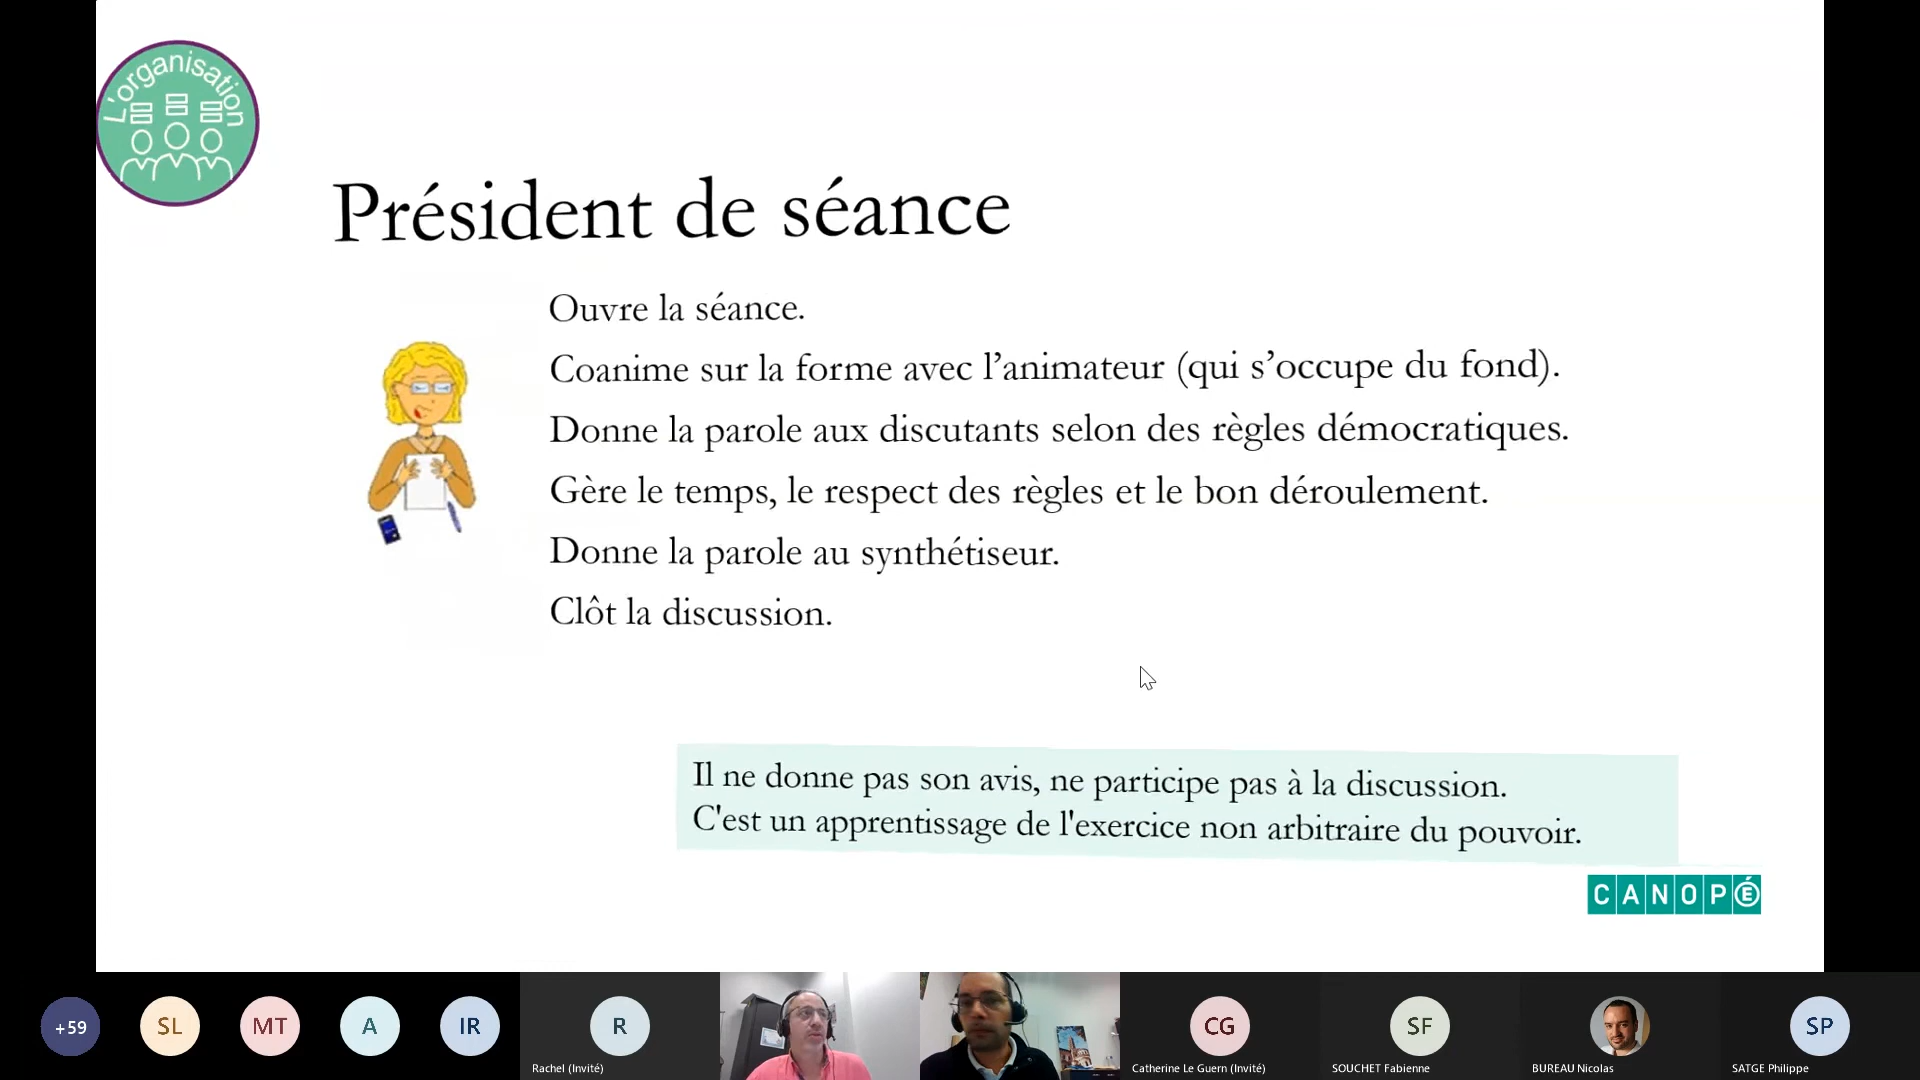 L'organisation
Président de séance
Ouvre la séance.
Coanime sur la forme avec l’animateur (qui s’occupe du fond).
Donne la parole aux discutants selon des règles démocratiques.
Gère le temps, le respect des règles et le bon déroulement.
Donne la parole au synthétiseur.
Clôt la discussion.
Il ne donne pas son avis, ne participe pas à la discussion.
C'est un apprentissage de l'exercice non arbitraire du pouvoir.
CANOPÉ
+59
SL
MT
A
IR
R
CG
SF
SP
Rachel (Invité)
Catherine Le Guern (Invité)
SOUCHET Fabienne
BUREAU Nicolas
SATGE Philippe